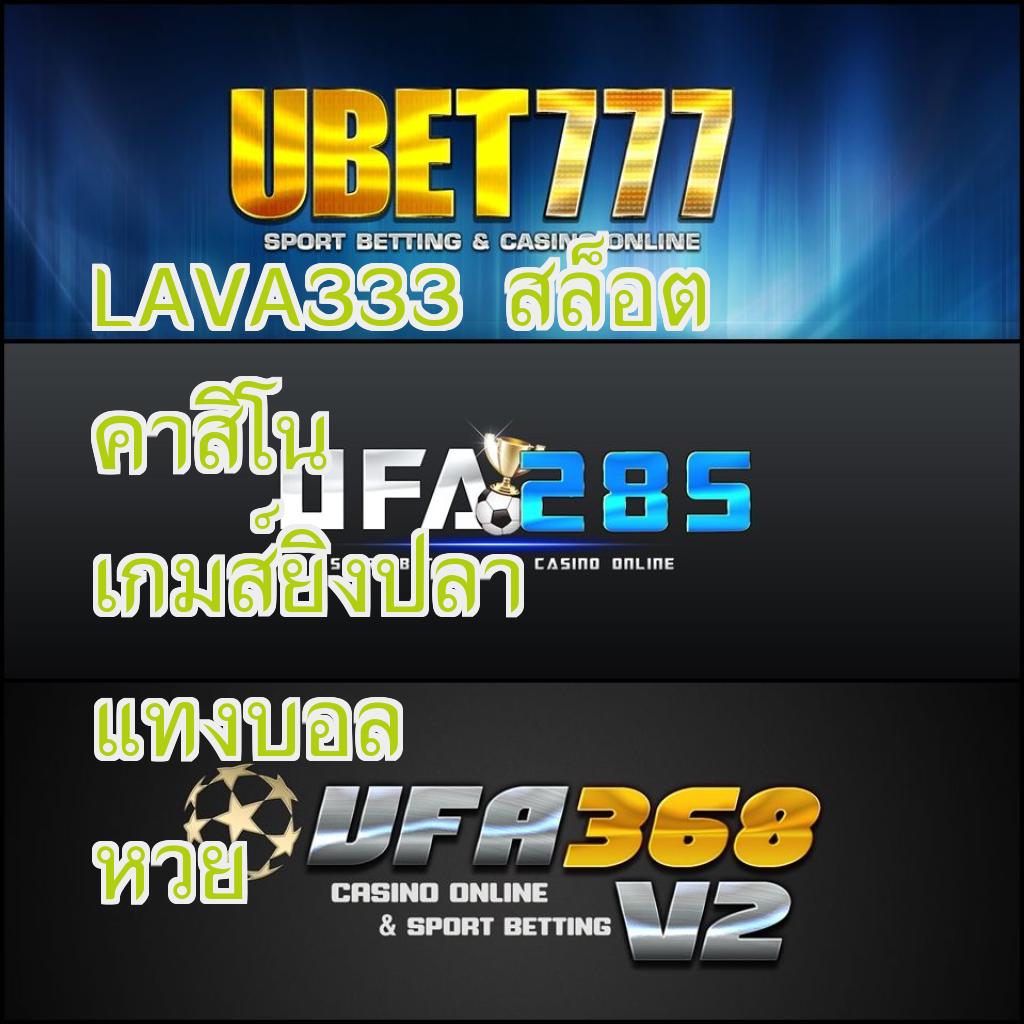 UBET777
SPORT BETTING & CASINO ONLINE
LAVA333 สล็อต
คาสิโน
UFA285
CASINO ONLINE
เกมส์ยิงปลา
แทงบอล
UFA368
หวย
CASINO ONLINE
& SPORT BETTING
V2